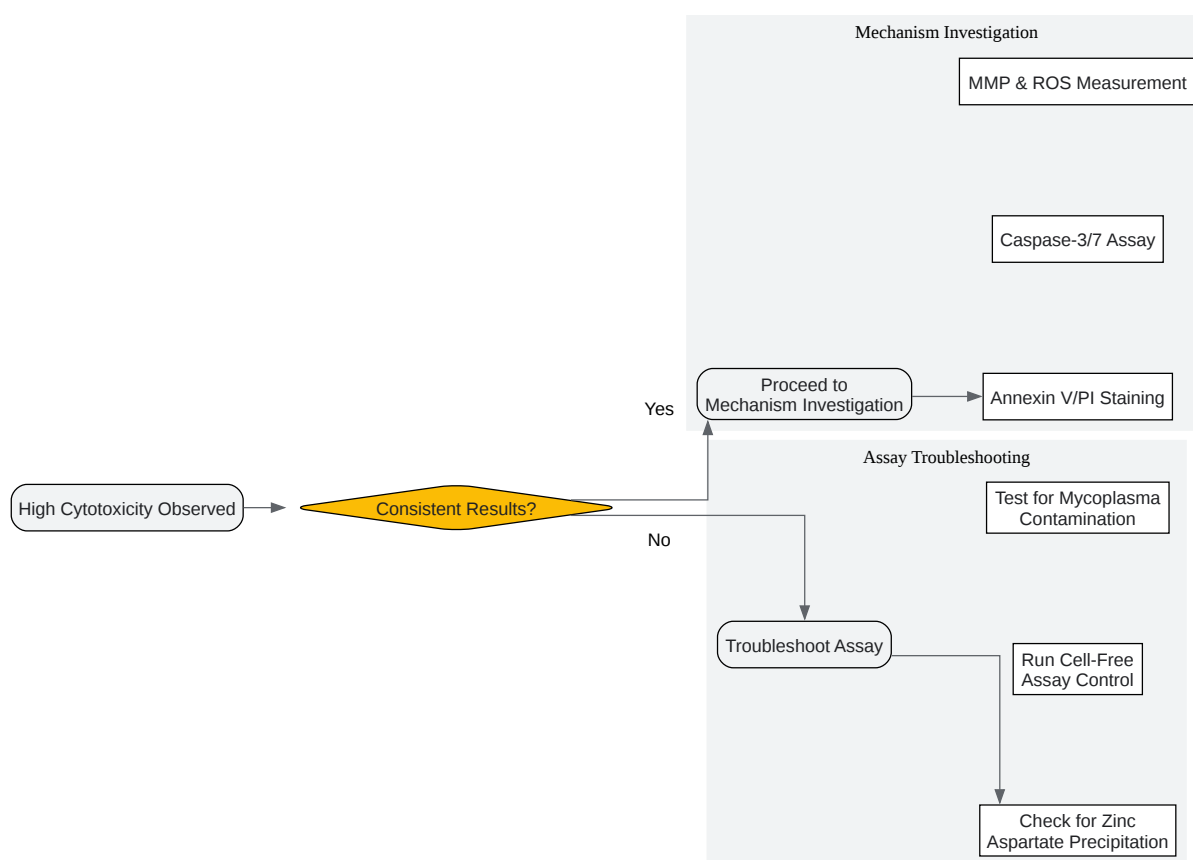 Mechanism Investigation
MMP & ROS Measurement
Caspase-3/7 Assay
Proceed to
Mechanism Investigation
Annexin V/PI Staining
Yes
Assay Troubleshooting
High Cytotoxicity Observed
Consistent Results?
Test for Mycoplasma
Contamination
No
Troubleshoot Assay
Run Cell-Free
Assay Control
Check for Zinc
Aspartate Precipitation